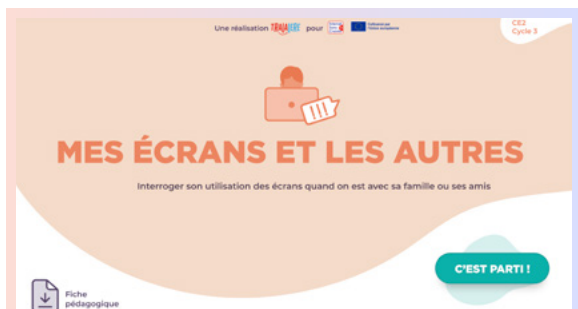 Une réalisation TRALALERE pour
CE2
Cycle 3
MES ÉCRANS ET LES AUTRES
Interroger son utilisation des écrans quand on est avec sa famille ou ses amis
C'EST PARTI !
Fiche
pédagogique